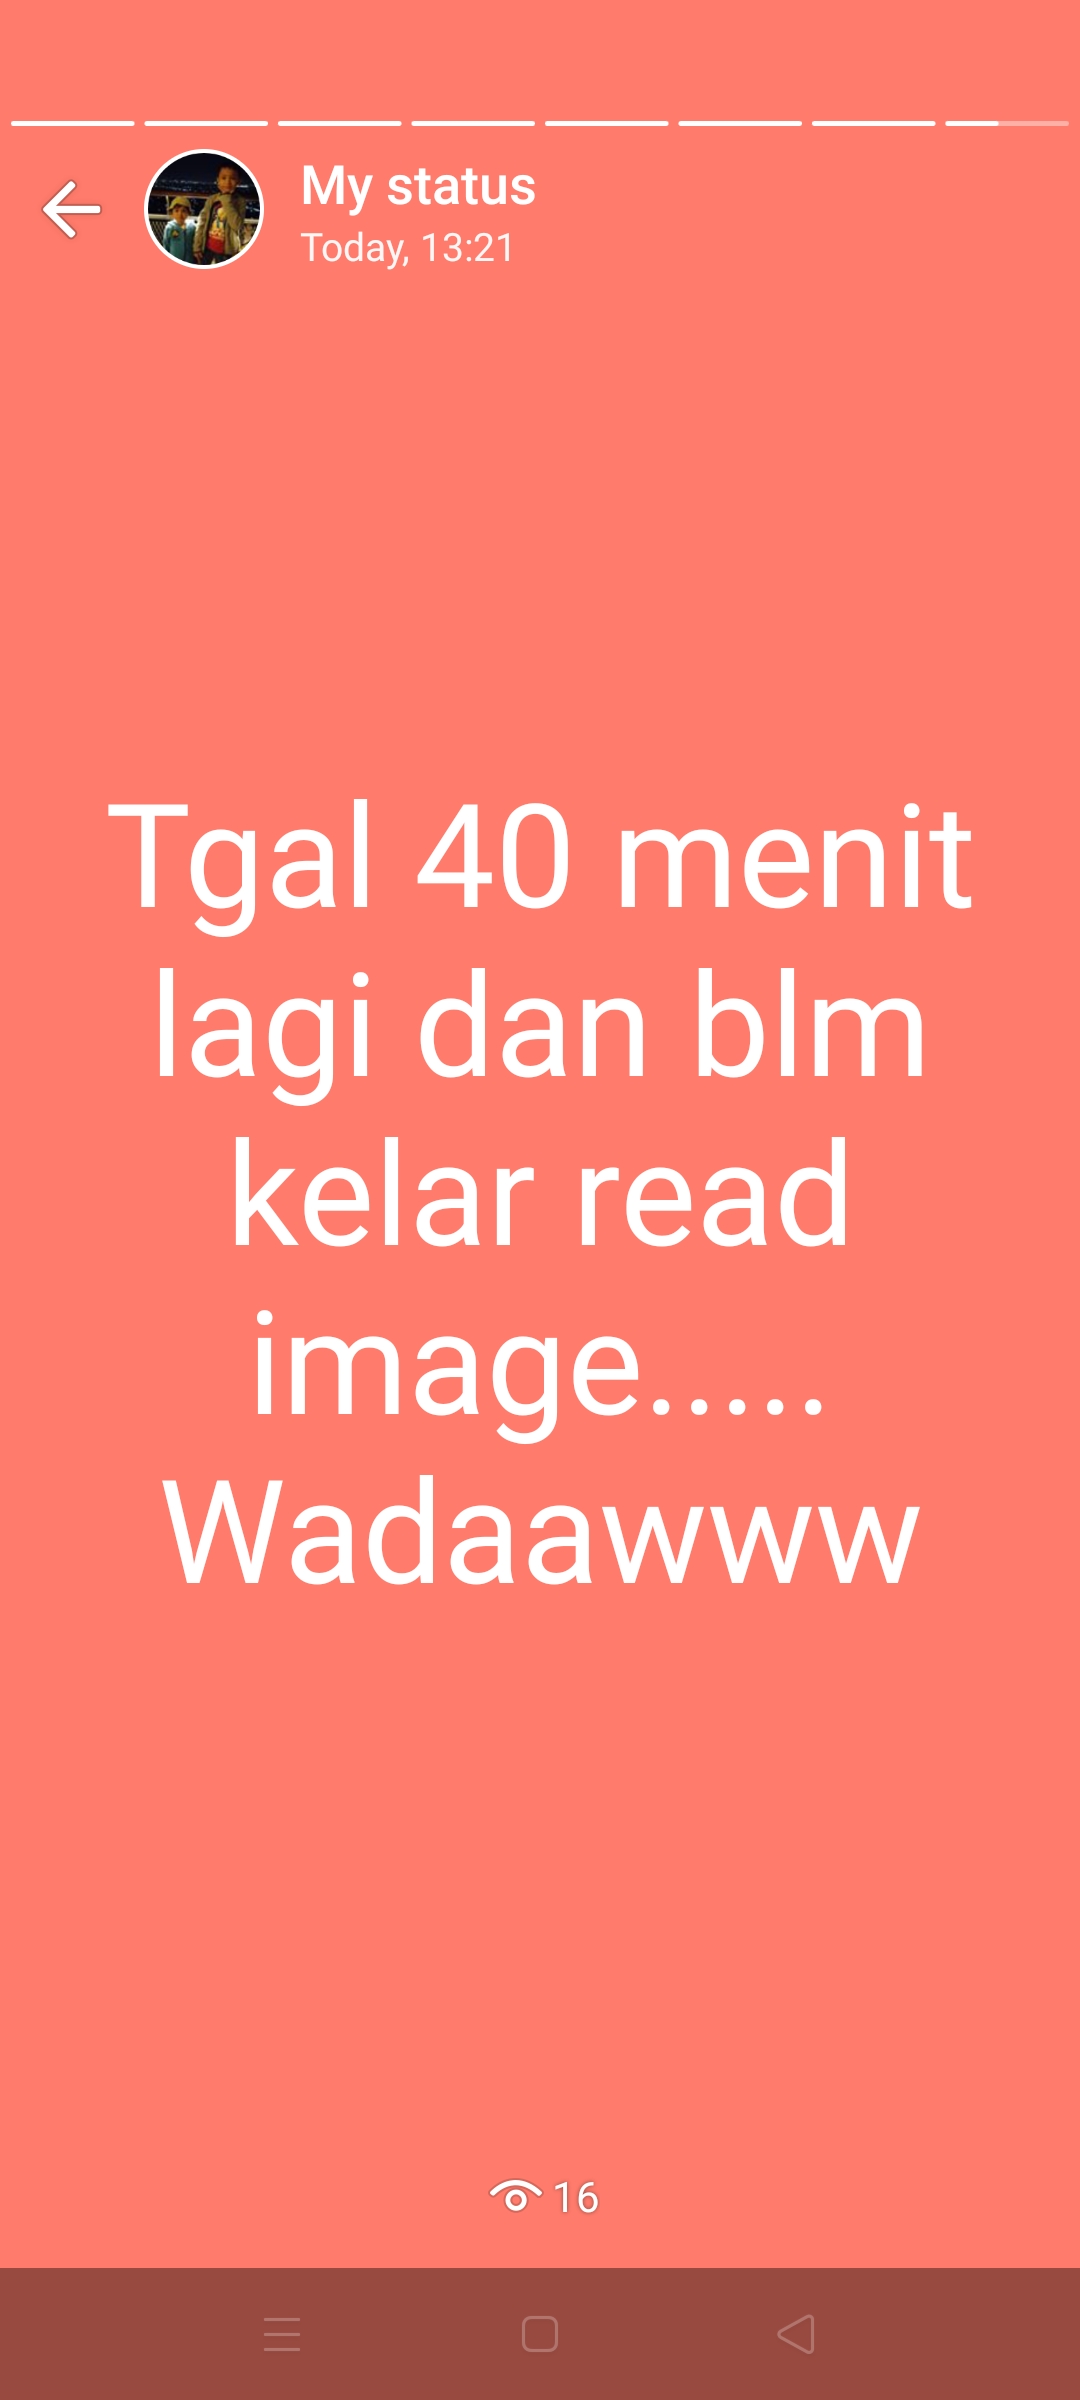 My status
Today, 13:21
Tgal 40 menit
lagi dan blm
kelar read
image.....
Wadaawww
16